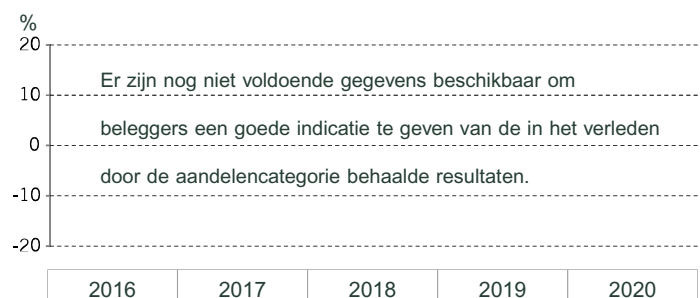 %
20
Er zijn nog niet voldoende gegevens beschikbaar om
10
beleggers een goede indicatie te geven van de in het verleden
0
door de aandelencategorie behaalde resultaten.
-10
-20
2016 2017 2018 2019 2020